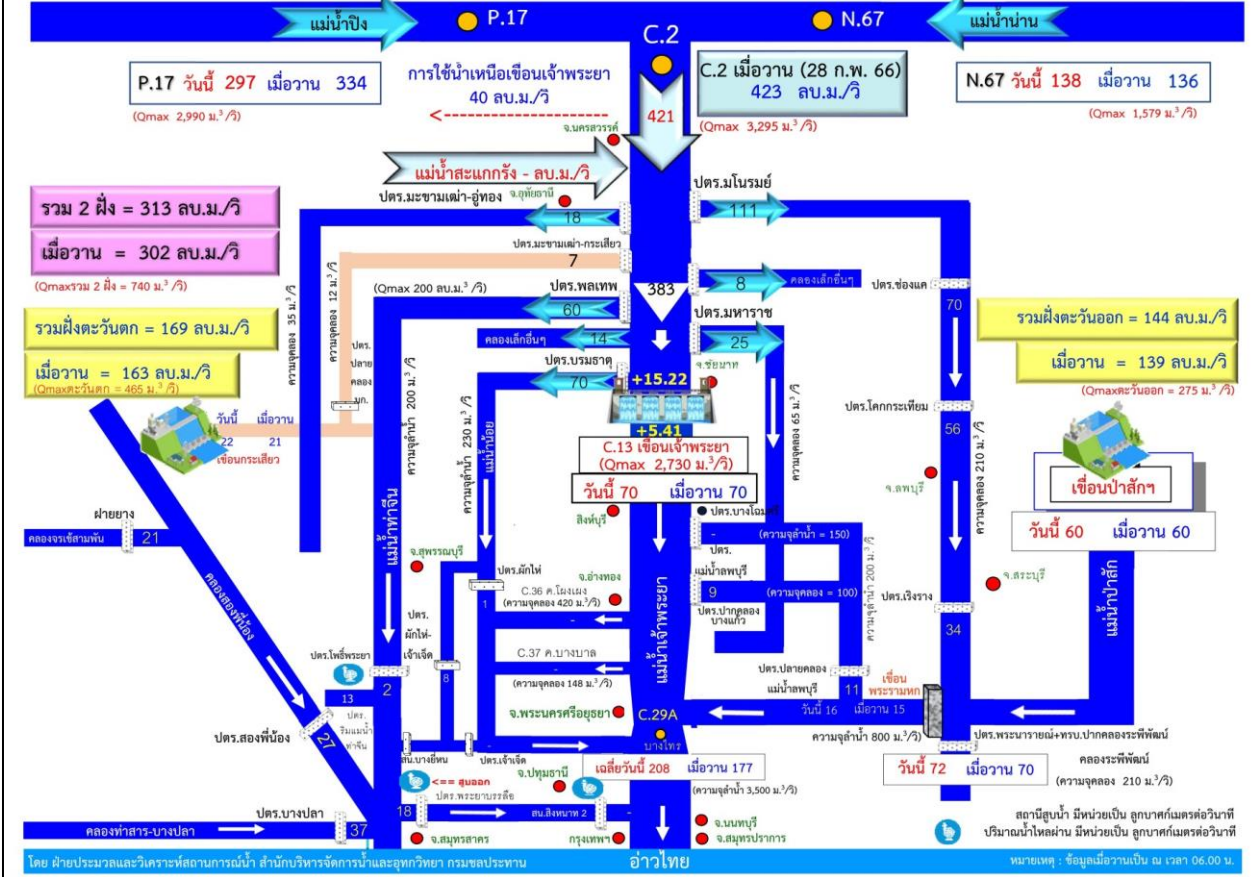 แม่น้ำปิง
P.17
C.2
N.67
แม่น้ำน่าน
P.17 วันนี้ 297 เมื่อวาน 334
(Qmax 2,990 ม.³/วิ)
การใช้น้ำเหนือเขื่อนเจ้าพระยา
40 ลบ.ม./วิ
421
C.2 เมื่อวาน (28 ก.พ. 66)
423 ลบ.ม./วิ
(Qmax 3,295 ม.³/วิ)
N.67 วันนี้ 138 เมื่อวาน 136
(Qmax 1,579 ม.³/วิ)
จ.นครสวรรค์
แม่น้ำสะแกกรัง - ลบ.ม./วิ
รวม 2 ฝั่ง = 313 ลบ.ม./วิ
เมื่อวาน = 302 ลบ.ม./วิ
(Qmaxรวม 2 ฝั่ง = 740 ม.³/วิ)
รวมฝั่งตะวันตก = 169 ลบ.ม./วิ
เมื่อวาน = 163 ลบ.ม./วิ
(Qmaxตะวันตก = 465 ม.³/วิ)
ปตร.มะขามเฒ่า-อู่ทอง
จ.อุทัยธานี
18
ปตร.มะขามเฒ่า-กระเสียว
7
ปตร.มโนรมย์
111
8
คลองเล็กอื่นๆ
383
(Qmax 200 ลบ.ม./วิ)
ปตร.พลเทพ
60
คลองเล็กอื่นๆ
14
ปตร.มหาราช
25
ปตร.บรมธาตุ
70
จ.ชัยนาท
+15.22
+5.41
C.13 เขื่อนเจ้าพระยา
(Qmax 2,730 ม.³/วิ)
วันนี้ 70 เมื่อวาน 70
ปตร.ช่องแค
70
รวมฝั่งตะวันออก = 144 ลบ.ม./วิ
เมื่อวาน = 139 ลบ.ม./วิ
(Qmaxตะวันออก = 275 ม.³/วิ)
ความจุคลอง 35 ม.³/วิ
ความจุคลอง 12 ม.³/วิ
ปตร.
ปลาย
คลอง
มก.
ความจุลำน้ำ 200 ม.³/วิ
ความจุลำน้ำ 230 ม.³/วิ
แม่น้ำน้อย
ความจุคลอง 65 ม.³/วิ
วันนี้ เมื่อวาน
22 21
เขื่อนกระเสียว
ปตร.โคกกระเทียม
56
ความจุคลอง 210 ม.³/วิ
จ.ลพบุรี
เขื่อนป่าสักฯ
วันนี้ 60 เมื่อวาน 60
ฝายยาง
คลองจรเข้สามพัน
21
คลองสองพี่น้อง
แม่น้ำท่าจีน
จ.สุพรรณบุรี
สิงห์บุรี
ปตร.บางโฉมศรี
-
(ความจุลำน้ำ = 150)
ปตร.
แม่น้ำลพบุรี
9
(ความจุคลอง = 100)
ปตร.ปากคลอง
บางแก้ว
ความจุลำน้ำ 200 ม.³/วิ
ปตร.ผักไห่
1
จ.อ่างทอง
C.36 ค.โผงเผง
(ความจุคลอง 420 ม.³/วิ)
-
แม่น้ำเจ้าพระยา
จ.สระบุรี
ปตร.เริงราง
34
แม่น้ำป่าสัก
ปตร.โพธิ์พระยา
2
ปตร.
ผักไห่-
เจ้าเจ็ด
8
C.37 ค.บางบาล
-
(ความจุคลอง 148 ม.³/วิ)
ปตร.ปลายคลอง
แม่น้ำลพบุรี
11
เขื่อน
พระรามหก
13
ปตร.
ริมแม่น้ำ
ท่าจีน
ปตร.สองพี่น้อง
27
จ.พระนครศรีอยุธยา
C.29A
บางไทร
วันนี้ 16 เมื่อวาน 15
ความจุลำน้ำ 800 ม.³/วิ
ปตร.พระนารายณ์+ทรบ.ปากคลองระพีพัฒน์
สน.บางยี่หน
ปตร.เจ้าเจ็ด
<== สูบออก
จ.ปทุมธานี
เฉลี่ยวันนี้ 208 เมื่อวาน 177
(ความจุลำน้ำ 3,500 ม.³/วิ)
วันนี้ 72 เมื่อวาน 70
คลองระพีพัฒน์
(ความจุคลอง 210 ม.³/วิ)
ปตร.พระยาบรรลือ
18
สน.สิงหนาท 2
ปตร.บางปลา
คลองท่าสาร-บางปลา
37
จ.สมุทรสาคร
กรุงเทพฯ
จ.นนทบุรี
จ.สมุทรปราการ
สถานีสูบน้ำ มีหน่วยเป็น ลูกบาศก์เมตรต่อวินาที
ปริมาณน้ำไหลผ่าน มีหน่วยเป็น ลูกบาศก์เมตรต่อวินาที
โดย ฝ่ายประมวลและวิเคราะห์สถานการณ์น้ำ สำนักบริหารจัดการน้ำและอุทกวิทยา กรมชลประทาน
อ่าวไทย
หมายเหตุ : ข้อมูลเมื่อวานเป็น ณ เวลา 06.00 น.